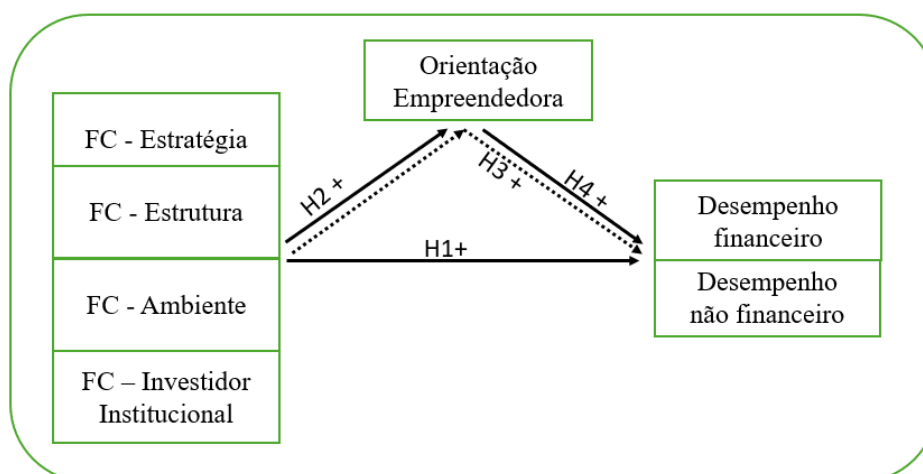 Orientação
Empreendedora
FC - Estratégia
FC - Estrutura
FC - Ambiente
FC – Investidor
Institucional
H2 +
H3 +
H4 +
H1+
Desempenho
financeiro
Desempenho
não financeiro